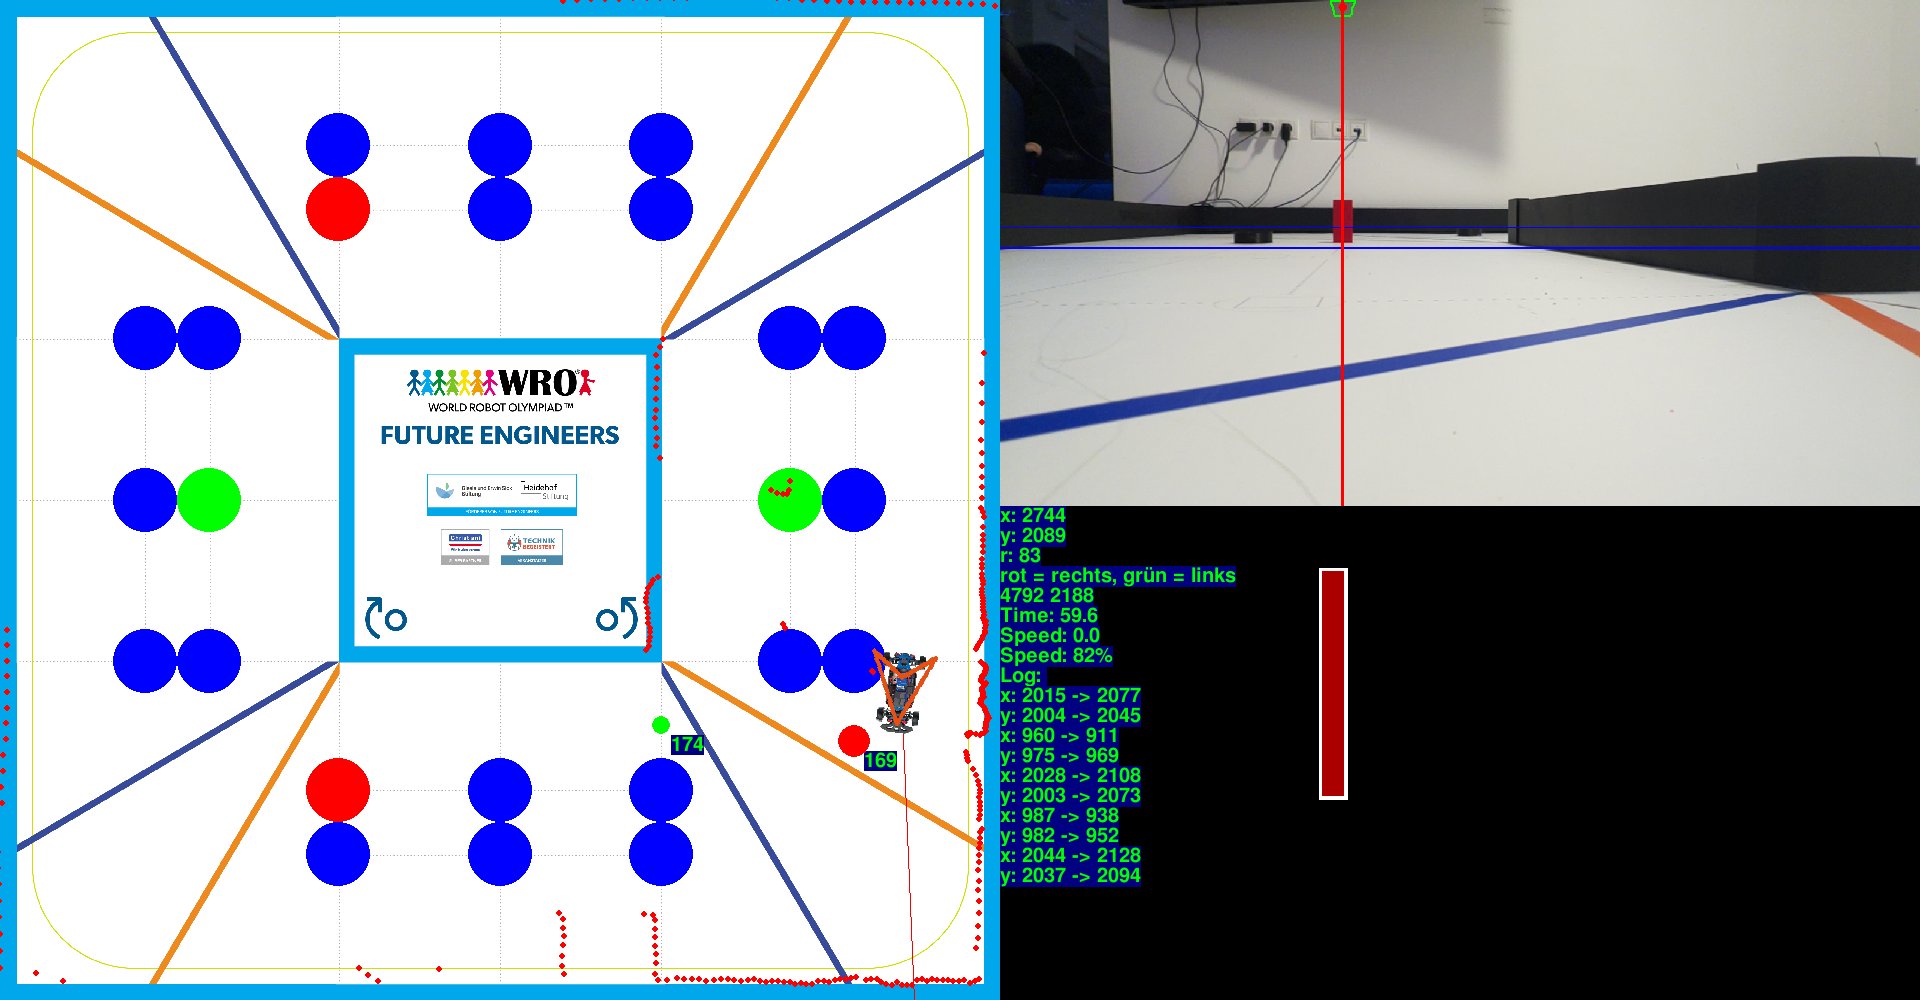 WRO
WORLD ROBOT OLYMPIAD™
FUTURE ENGINEERS
Heidehof
Stiftung
Christiani
TECHNIK
BEGEISTERT
174
169
x: 2744
y: 2089
r: 83
rot = rechts, grün = links
4792 2188
Time: 59.6
Speed: 0.0
Speed: 82%
Log:
x: 2015 -> 2077
y: 2004 -> 2045
x: 960 -> 911
y: 975 -> 969
x: 2028 -> 2108
y: 2003 -> 2073
x: 987 -> 938
y: 982 -> 952
x: 2044 -> 2128
y: 2037 -> 2094